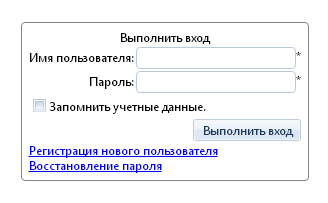 Выполнить вход
Имя пользователя: *
Пароль: *
Запомнить учетные данные.
Выполнить вход
Регистрация нового пользователя
Восстановление пароля